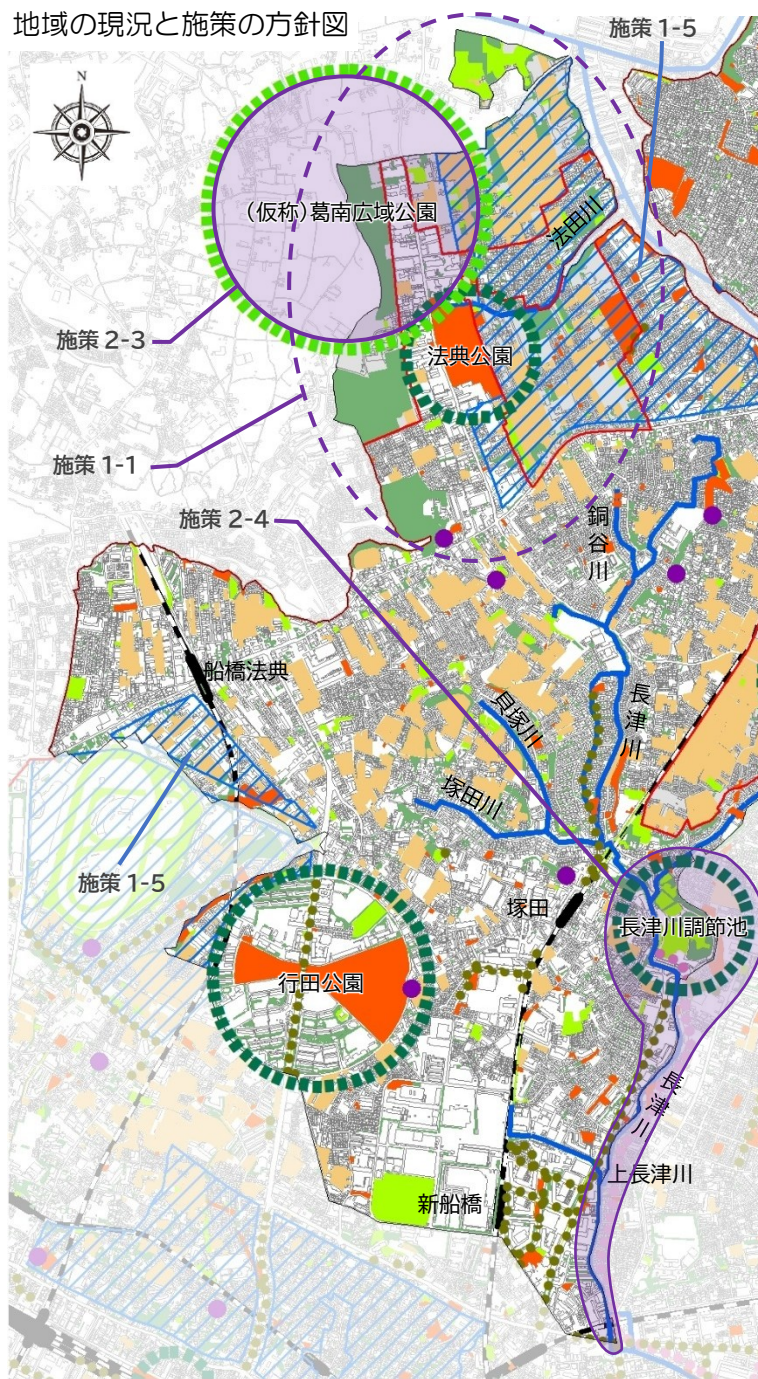 地域の現況と施策の方針図
施策 1-5
N
(仮称)葛南広域公園
法田川
施策 2-3
法典公園
施策 1-1
施策 2-4
銅谷川
船橋法典
長津川
貝塚川
塚田川
施策 1-5
塚田
長津川調節池
行田公園
長津川
上長津川
新船橋